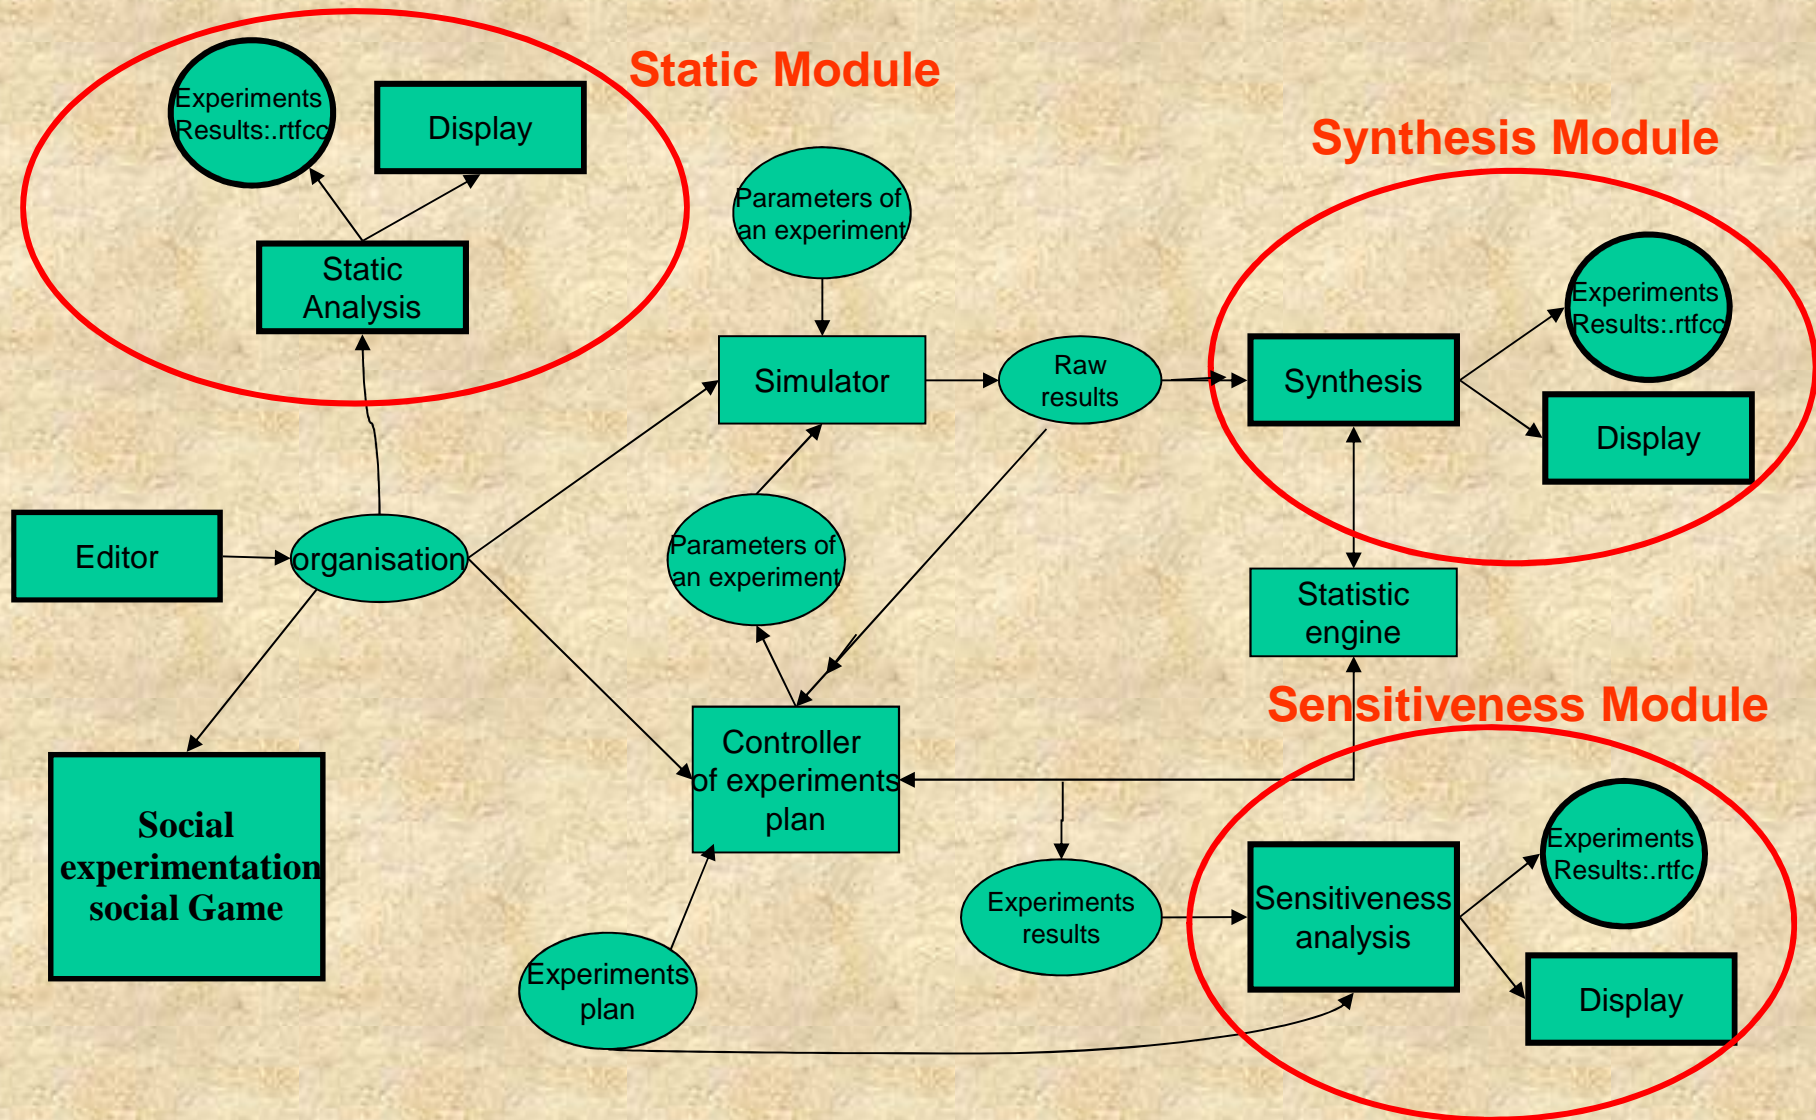 Static Module
Experiments
Results:.rtfcc
Display
Static
Analysis
Synthesis Module
Parameters of
an experiment
Experiments
Results:.rtfcc
Simulator
Raw
results
Synthesis
Display
Editor
organisation
Parameters of
an experiment
Statistic
engine
Sensitiveness Module
Controller
of experiments
plan
Social
experimentation
social Game
Experiments
Results:.rtfc
Experiments
results
Sensitiveness
analysis
Experiments
plan
Display